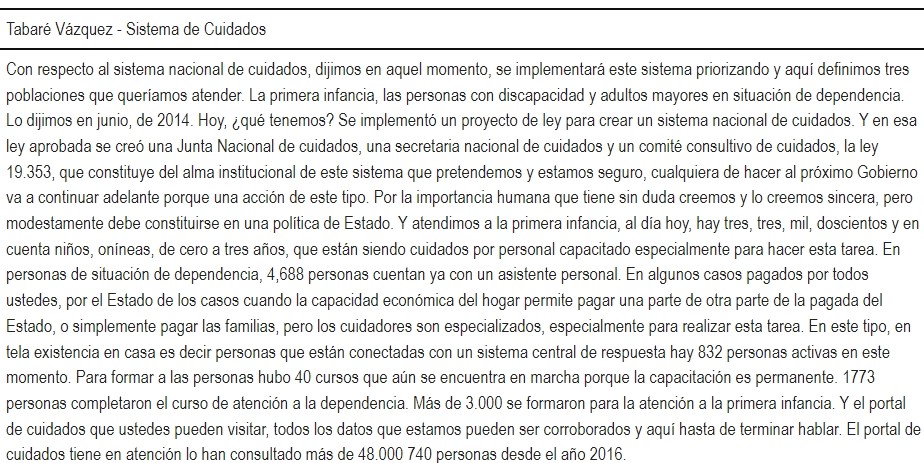 Tabaré Vázquez - Sistema de Cuidados
Con respecto al sistema nacional de cuidados, dijimos en aquel momento, se implementará este sistema priorizando y aquí definimos tres
poblaciones que queríamos atender. La primera infancia, las personas con discapacidad y adultos mayores en situación de dependencia.
Lo dijimos en junio, de 2014. Hoy, ¿qué tenemos? Se implementó un proyecto de ley para crear un sistema nacional de cuidados. Y en esa
ley aprobada se creó una Junta Nacional de cuidados, una secretaria nacional de cuidados y un comité consultivo de cuidados, la ley
19.353, que constituye del alma institucional de este sistema que pretendemos y estamos seguro, cualquiera de hacer al próximo Gobierno
va a continuar adelante porque una acción de este tipo. Por la importancia humana que tiene sin duda creemos y lo creemos sincera, pero
modestamente debe constituirse en una política de Estado. Y atendimos a la primera infancia, al día hoy, hay tres, tres, mil, doscientos y en
cuenta niños, oníneas, de cero a tres años, que están siendo cuidados por personal capacitado especialmente para hacer esta tarea. En
personas de situación de dependencia, 4,688 personas cuentan ya con un asistente personal. En algunos casos pagados por todos
ustedes, por el Estado de los casos cuando la capacidad económica del hogar permite pagar una parte de otra parte de la pagada del
Estado, o simplemente pagar las familias, pero los cuidadores son especializados, especialmente para realizar esta tarea. En este tipo, en
tela existencia en casa es decir personas que están conectadas con un sistema central de respuesta hay 832 personas activas en este
momento. Para formar a las personas hubo 40 cursos que aún se encuentra en marcha porque la capacitación es permanente. 1773
personas completaron el curso de atención a la dependencia. Más de 3.000 se formaron para la atención a la primera infancia. Y el portal
de cuidados que ustedes pueden visitar, todos los datos que estamos pueden ser corroborados y aquí hasta de terminar hablar. El portal de
cuidados tiene en atención lo han consultado más de 48.000 740 personas desde el año 2016.